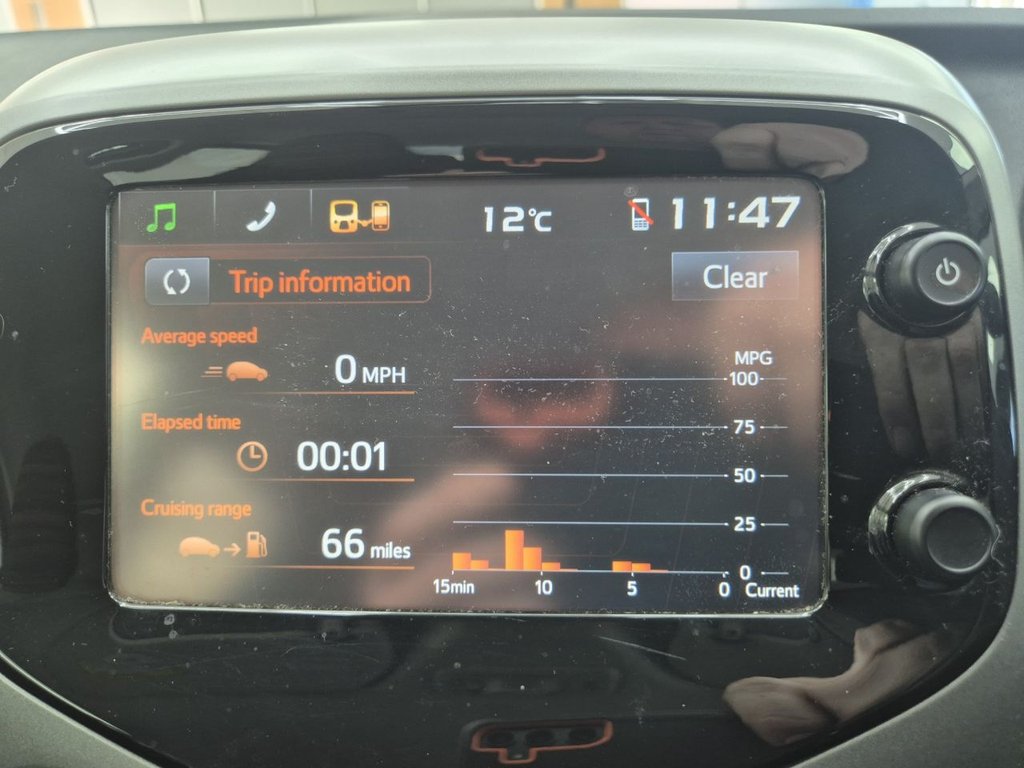 12°C 11:47
Trip information Clear
Average speed
0 MPH
Elapsed time
00:01
Cruising range
66 miles
MPG
100
75
50
25
0
15min 10 5 0 Current